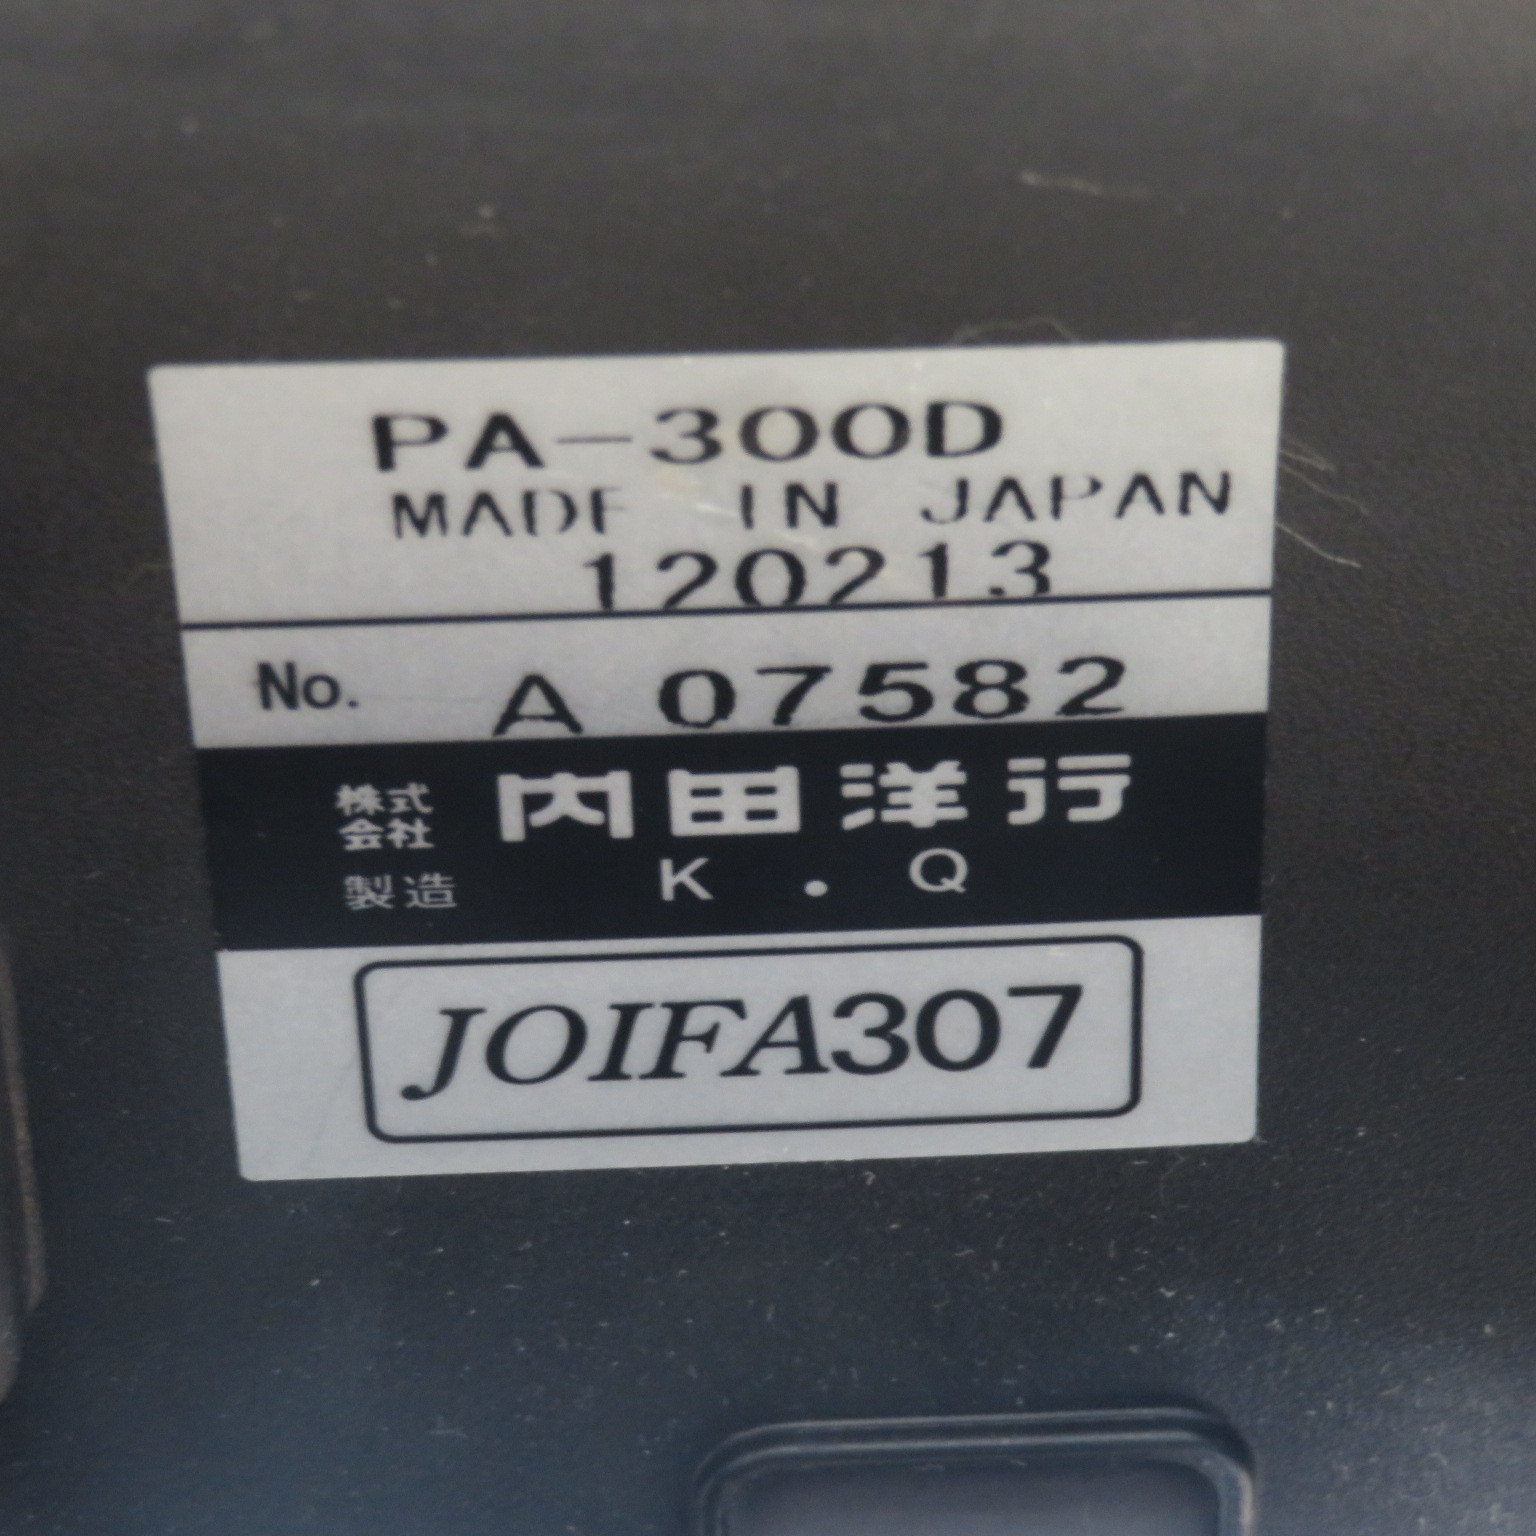 PA-300D
MADE IN JAPAN
120213
No. A 07582
株式会社 内田洋行
製造 K.Q
JOIFA307